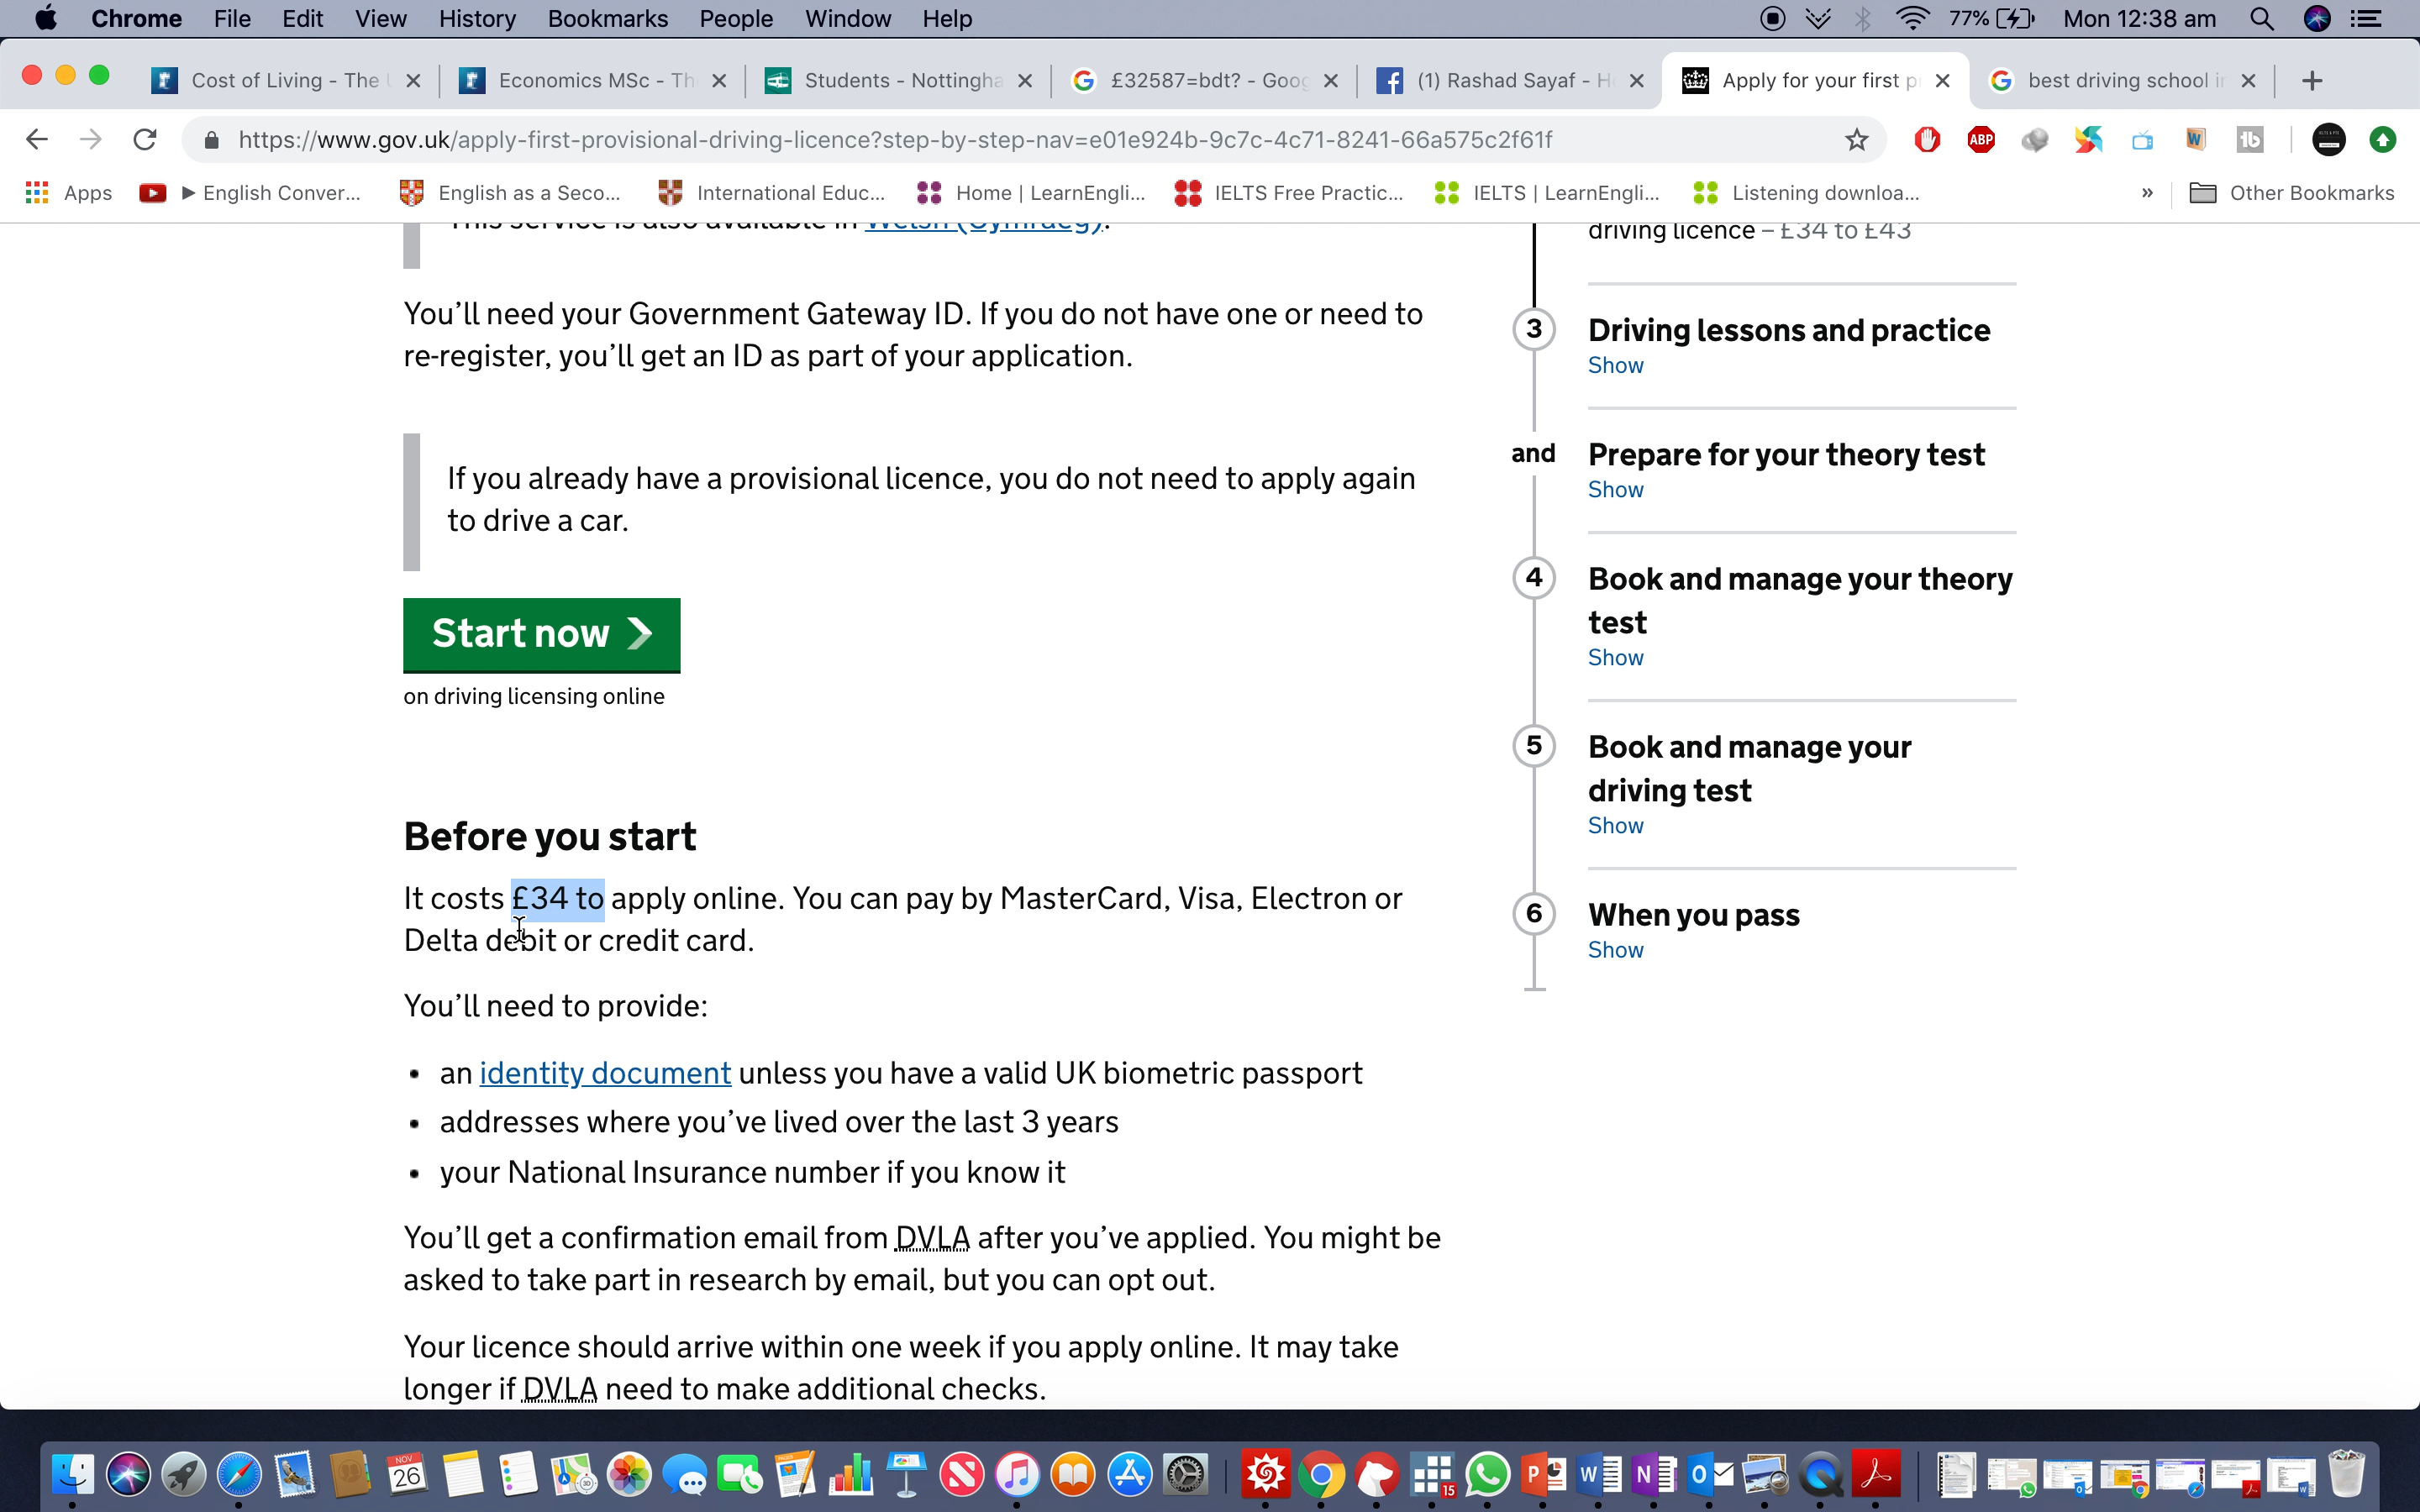 Chrome File Edit View History Bookmarks People Window Help 77% Mon 12:38 am
Cost of Living - The Economics MSc - Th Students - Nottingha £32587=bdt? - Goog (1) Rashad Sayaf - H Apply for your first p best driving school i
https://www.gov.uk/apply-first-provisional-driving-licence?step-by-step-nav=e01e924b-9c7c-4c71-8241-66a575c2f61f ABP
Apps ▶ English Conver... English as a Seco... International Educ... Home | LearnEngli... IELTS Free Practic... IELTS | LearnEngli... Listening downloa... » Other Bookmarks
This service is also available in Welsh (Cymraeg).
You'll need your Government Gateway ID. If you do not have one or need to
re-register, you'll get an ID as part of your application.
If you already have a provisional licence, you do not need to apply again
to drive a car.
Start now
on driving licensing online
Before you start
It costs £34 to apply online. You can pay by MasterCard, Visa, Electron or
Delta debit or credit card.
You'll need to provide:
• an identity document unless you have a valid UK biometric passport
• addresses where you've lived over the last 3 years
• your National Insurance number if you know it
You'll get a confirmation email from DVLA after you've applied. You might be
asked to take part in research by email, but you can opt out.
Your licence should arrive within one week if you apply online. It may take
longer if DVLA need to make additional checks.
driving licence – £34 to £43
3 Driving lessons and practice
Show
and Prepare for your theory test
Show
4 Book and manage your theory
test
Show
5 Book and manage your
driving test
Show
6 When you pass
Show
NOV
26
15